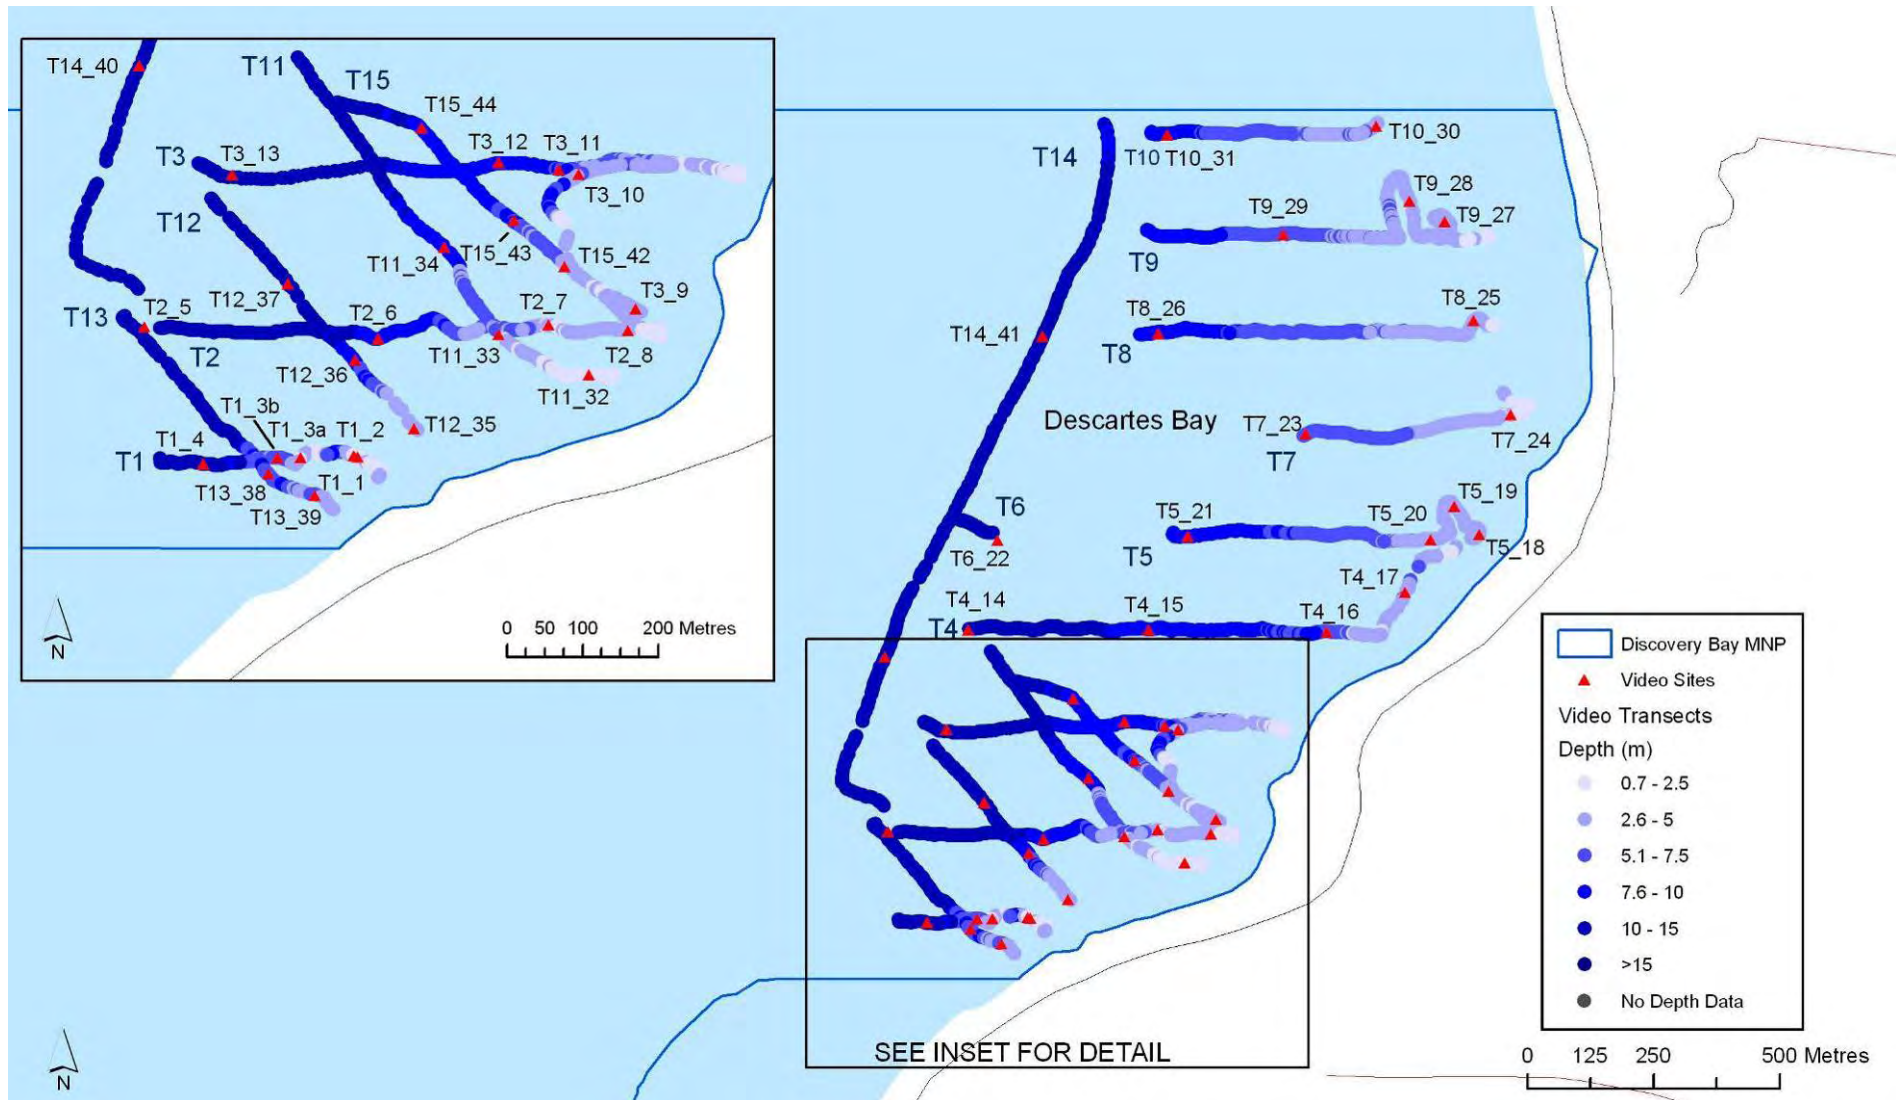 T14_40
T11
T15
T15_44
T3
T3_13
T3_12
T3_11
T3_10
T12
T11_34
T15_43
T15_42
T12_37
T2_6
T2_7
T3_9
T13
T2_5
T2
T11_33
T2_8
T12_36
T11_32
T1_3b
T1_3a
T1_2
T12_35
T1_4
T1
T1_1
T13_38
T13_39
0 50 100 200 Metres
N
T14
T10
T10_31
T10_30
T9_28
T9_27
T9_29
T9
T8_26
T8_25
T8
T14_41
Descartes Bay
T7_23
T7_24
T7
T5_19
T5_21
T5_20
T5_18
T5
T6
T6_22
T4_17
T4_14
T4_15
T4_16
T4
SEE INSET FOR DETAIL
N
Discovery Bay MNP
Video Sites
Video Transects
Depth (m)
0.7 - 2.5
2.6 - 5
5.1 - 7.5
7.6 - 10
10 - 15
>15
No Depth Data
0 125 250 500 Metres